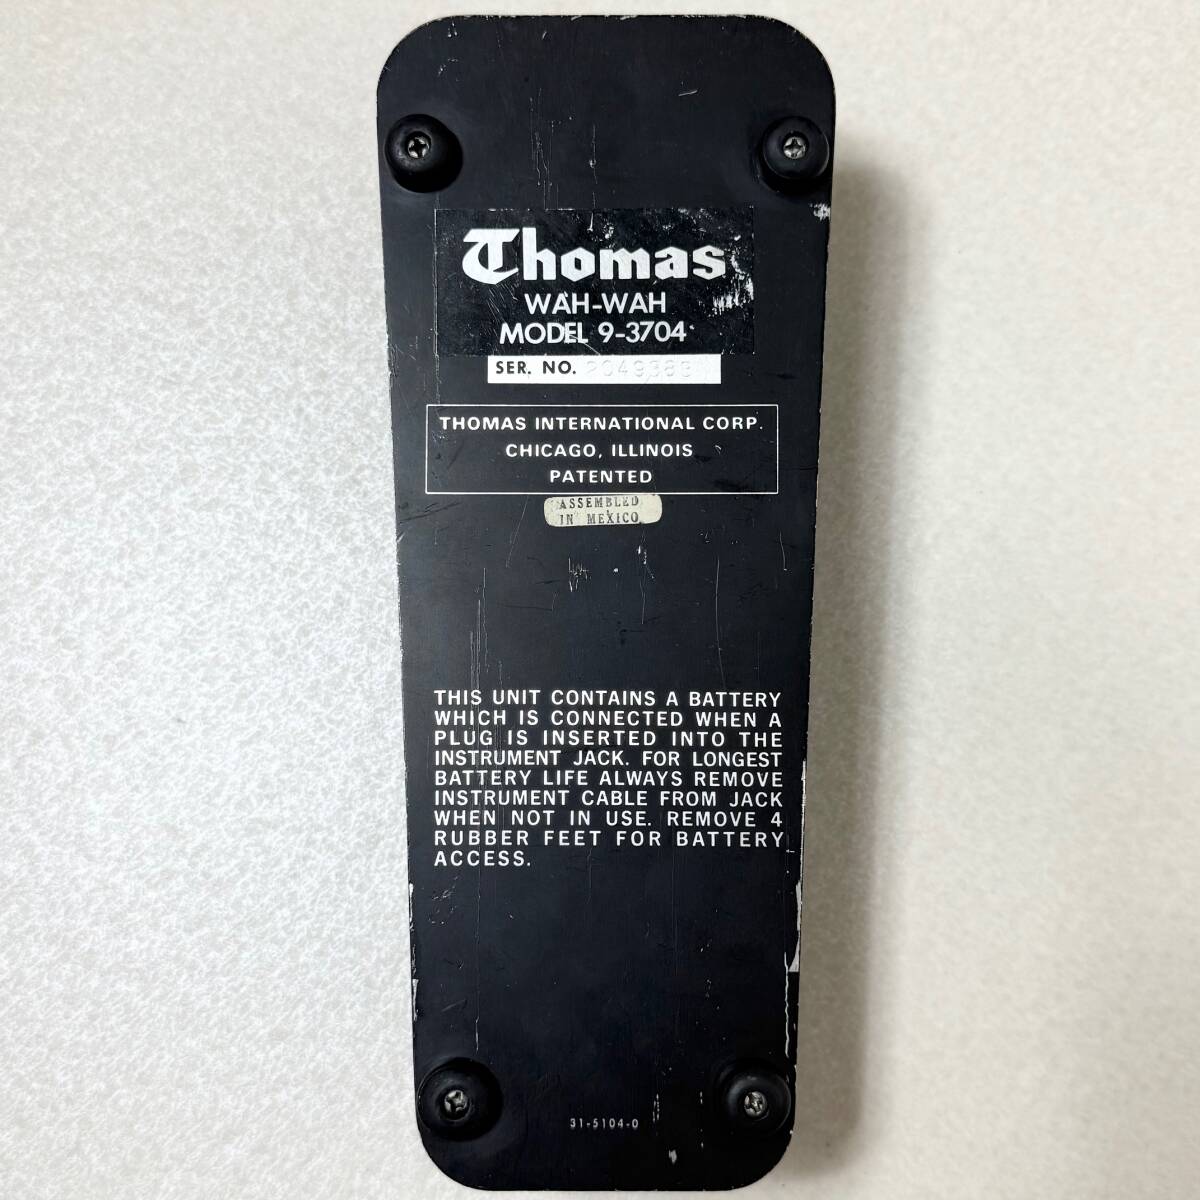 Thomas
WAH-WAH
MODEL 9-3704
SER. NO.
THOMAS INTERNATIONAL CORP.
CHICAGO, ILLINOIS
PATENTED
ASSEMBLED
IN MEXICO
THIS UNIT CONTAINS A BATTERY
WHICH IS CONNECTED WHEN A
PLUG IS INSERTED INTO THE
INSTRUMENT JACK. FOR LONGEST
BATTERY LIFE ALWAYS REMOVE
INSTRUMENT CABLE FROM JACK
WHEN NOT IN USE. REMOVE 4
RUBBER FEET FOR BATTERY
ACCESS.
31-5104-0